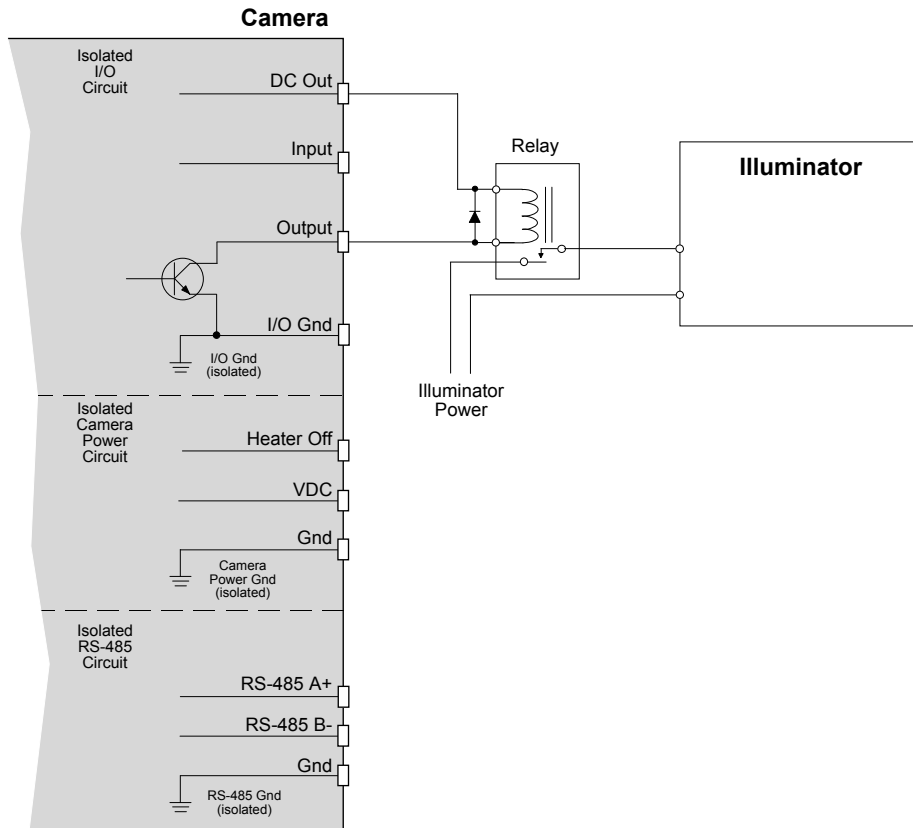 Camera
Isolated
I/O
Circuit
DC Out
Input
Output
I/O Gnd
I/O Gnd
(isolated)
Relay
Illuminator
Illuminator
Power
Isolated
Camera
Power
Circuit
Heater Off
VDC
Gnd
Camera
Power Gnd
(isolated)
Isolated
RS-485
Circuit
RS-485 A+
RS-485 B-
Gnd
RS-485 Gnd
(isolated)